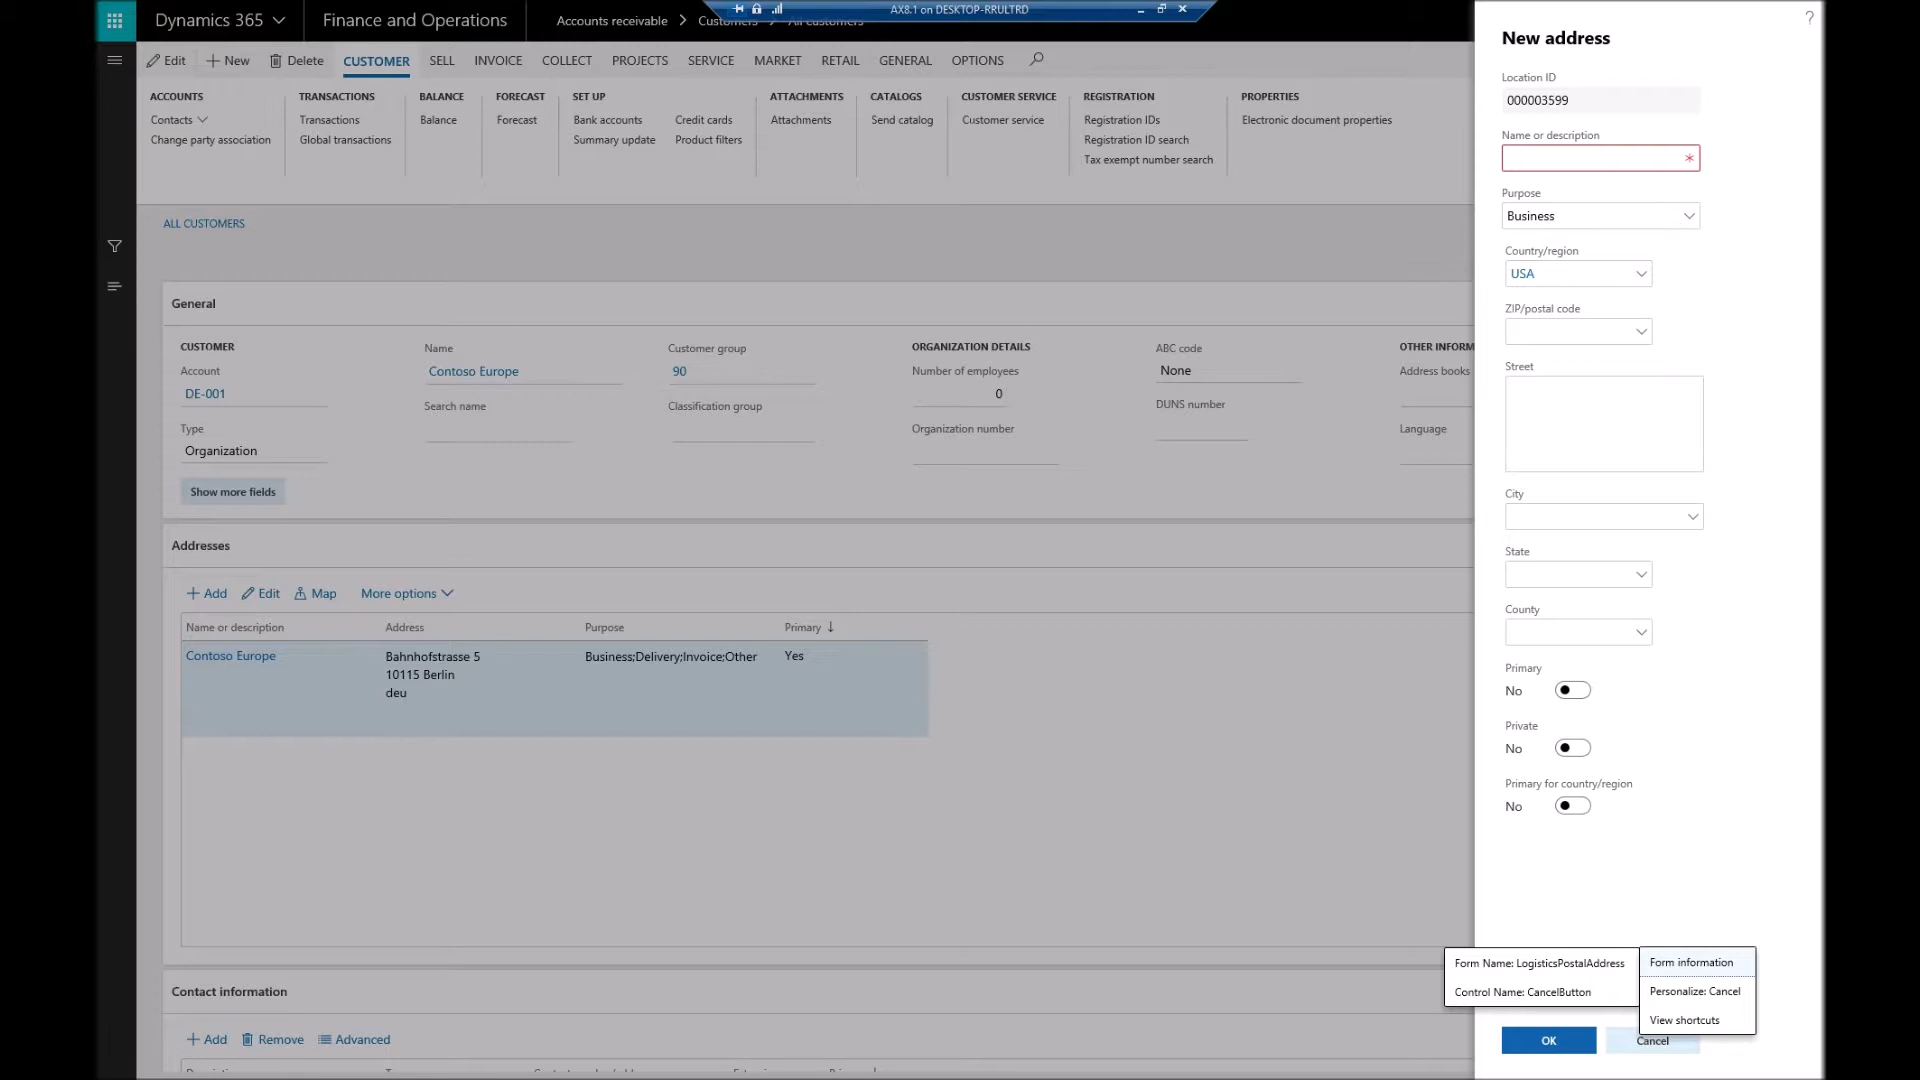 Dynamics 365
Finance and Operations
Accounts receivable > Customers > All customers
AX8.1 on DESKTOP-RRULTRD
Edit
New
Delete
CUSTOMER
SELL
INVOICE
COLLECT
PROJECTS
SERVICE
MARKET
RETAIL
GENERAL
OPTIONS
ACCOUNTS
Contacts
Change party association
TRANSACTIONS
Transactions
Global transactions
BALANCE
Balance
FORECAST
Forecast
SET UP
Bank accounts
Summary update
Credit cards
Product filters
ATTACHMENTS
Attachments
CATALOGS
Send catalog
CUSTOMER SERVICE
Customer service
REGISTRATION
Registration IDs
Registration ID search
Tax exempt number search
PROPERTIES
Electronic document properties
ALL CUSTOMERS
General
CUSTOMER
Account
DE-001
Type
Organization
Show more fields
Name
Contoso Europe
Search name
Customer group
90
Classification group
ORGANIZATION DETAILS
Number of employees
0
Organization number
ABC code
None
DUNS number
OTHER INFORM
Address books
Language
Addresses
Add
Edit
Map
More options
Name or description
Address
Purpose
Primary
Contoso Europe
Bahnhofstrasse 5
10115 Berlin
deu
Business;Delivery;Invoice;Other
Yes
Contact information
Add
Remove
Advanced
?
New address
Location ID
000003599
Name or description
*
Purpose
Business
Country/region
USA
ZIP/postal code
Street
City
State
County
Primary
No
Private
No
Primary for country/region
No
Form Name: LogisticsPostalAddress
Control Name: CancelButton
Form information
Personalize: Cancel
View shortcuts
OK
Cancel